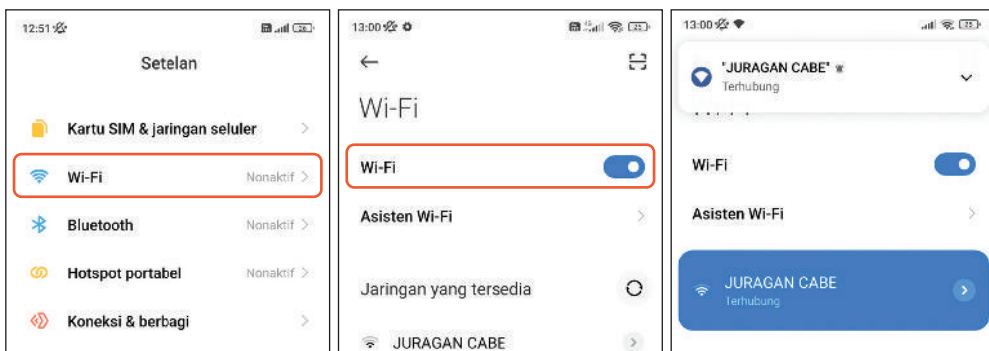 12:51
Setelan
Kartu SIM & jaringan seluler
Wi-Fi Nonaktif
Bluetooth Nonaktif
Hotspot portabel Nonaktif
Koneksi & berbagi
13:00
Wi-Fi
Wi-Fi
Asisten Wi-Fi
Jaringan yang tersedia
JURAGAN CABE
13:00
"JURAGAN CABE"
Terhubung
Wi-Fi
Asisten Wi-Fi
JURAGAN CABE
Terhubung